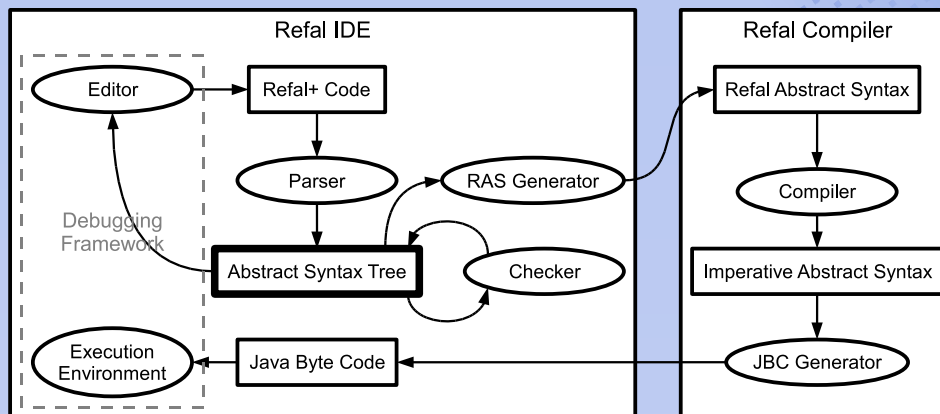 Refal IDE
Refal Compiler
Editor
Refal+ Code
Refal Abstract Syntax
Parser
RAS Generator
Compiler
Debugging
Framework
Abstract Syntax Tree
Checker
Imperative Abstract Syntax
Execution
Environment
Java Byte Code
JBC Generator